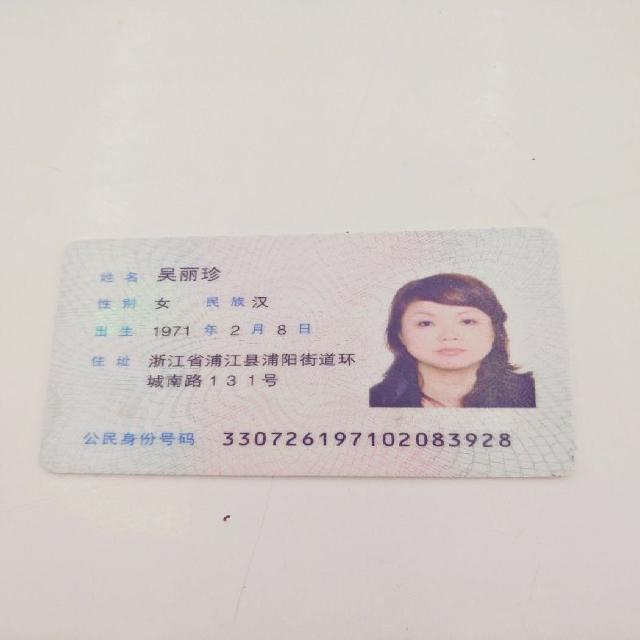 姓名 吴丽珍
性别 女 民族 汉
出生 1971 年 2 月 8 日
住址 浙江省浦江县浦阳街道环
城南路131号
公民身份号码 330726197102083928